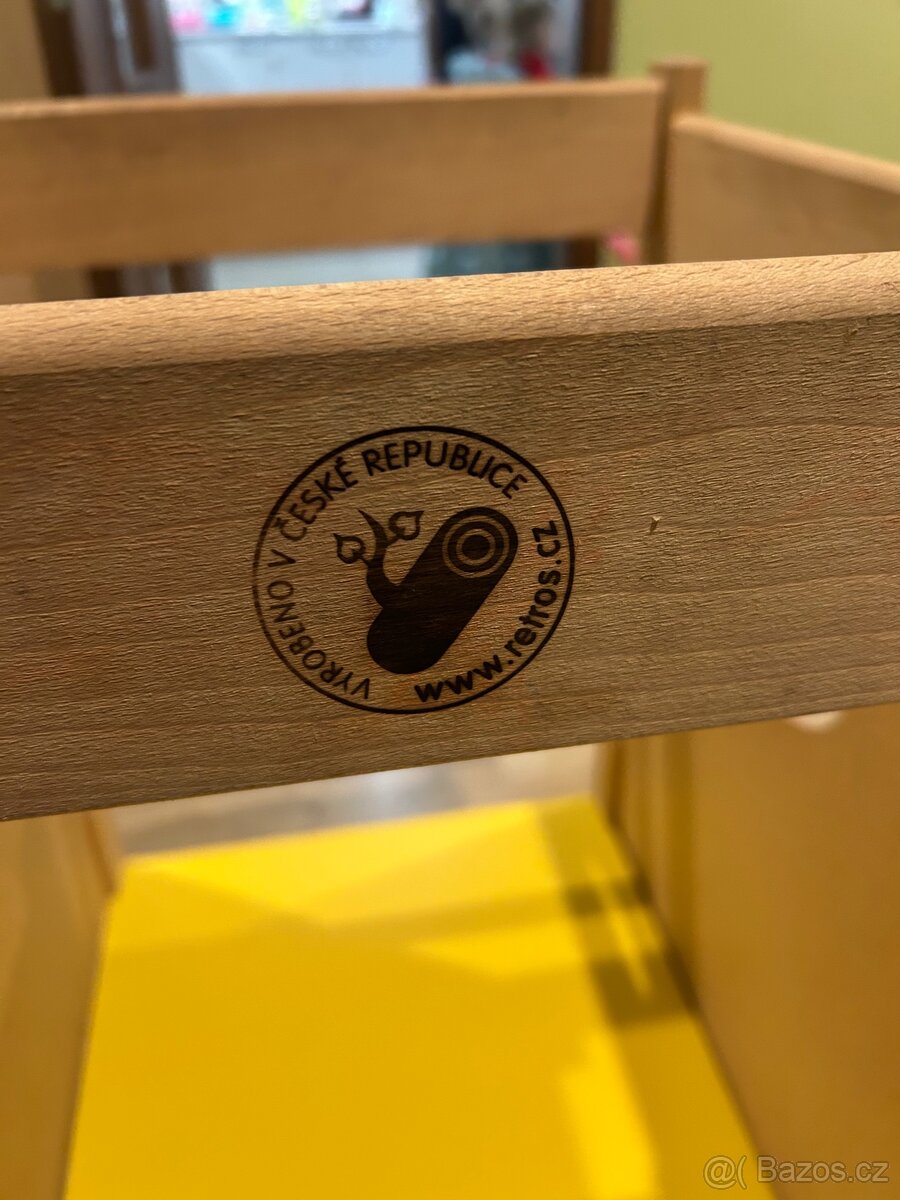 VYROBENO V ČESKÉ REPUBLICE
www.retros.cz
@( Bazos.cz